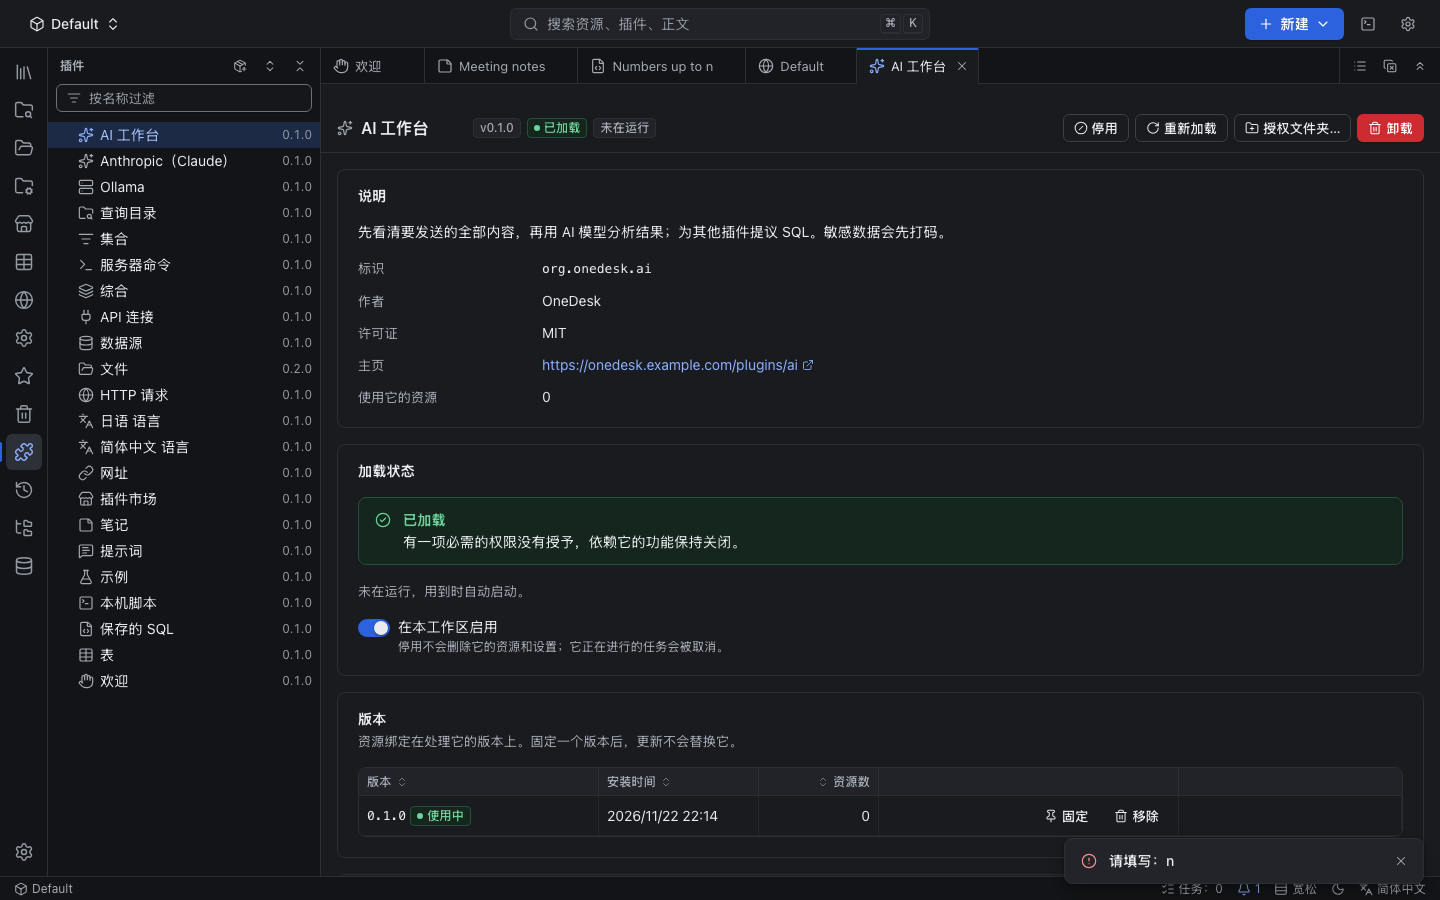 Default
搜索资源、插件、正文
⌘ K
新建
插件
按名称过滤
AI 工作台 0.1.0
Anthropic（Claude） 0.1.0
Ollama 0.1.0
查询目录 0.1.0
集合 0.1.0
服务器命令 0.1.0
综合 0.1.0
API 连接 0.1.0
数据源 0.1.0
文件 0.2.0
HTTP 请求 0.1.0
日语 语言 0.1.0
简体中文 语言 0.1.0
网址 0.1.0
插件市场 0.1.0
笔记 0.1.0
提示词 0.1.0
示例 0.1.0
本机脚本 0.1.0
保存的 SQL 0.1.0
表 0.1.0
欢迎 0.1.0
欢迎
Meeting notes
Numbers up to n
Default
AI 工作台
AI 工作台 v0.1.0 已加载 未在运行
停用 重新加载 授权文件夹... 卸载
说明
先看清要发送的全部内容，再用 AI 模型分析结果；为其他插件提议 SQL。敏感数据会先打码。
标识 org.onedesk.ai
作者 OneDesk
许可证 MIT
主页 https://onedesk.example.com/plugins/ai
使用它的资源 0
加载状态
已加载
有一项必需的权限没有授予，依赖它的功能保持关闭。
未在运行，用到时自动启动。
在本工作区启用
停用不会删除它的资源和设置；它正在进行的任务会被取消。
版本
资源绑定在处理它的版本上。固定一个版本后，更新不会替换它。
版本 安装时间 资源数
0.1.0 使用中 2026/11/22 22:14 0 固定 移除
请填写：n
Default
任务：0 1 宽松 简体中文